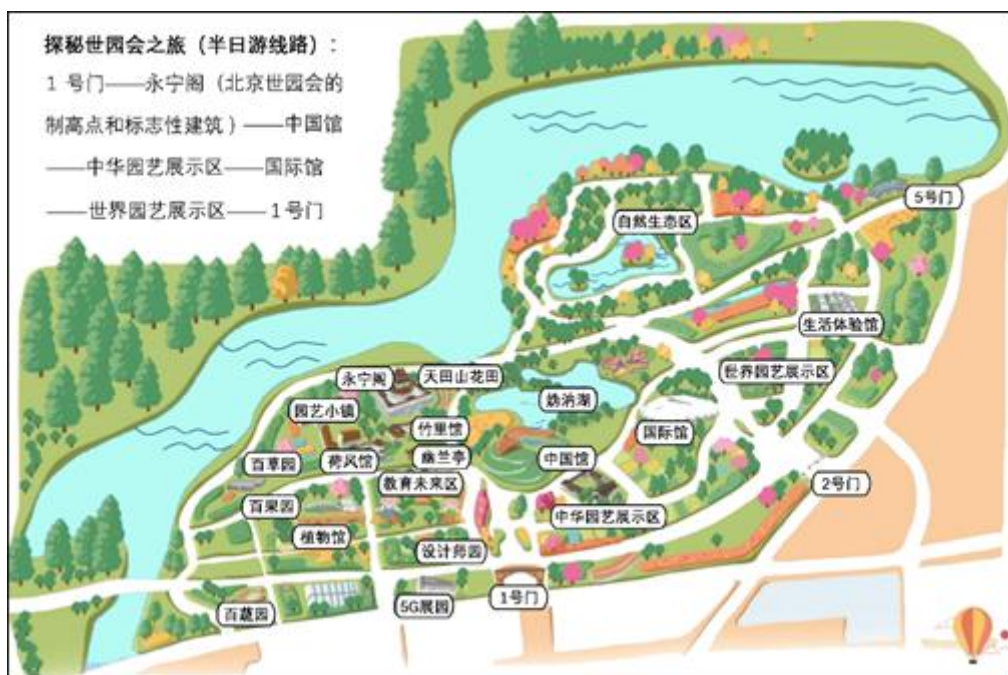 探秘世园会之旅（半日游线路）：
1 号门——永宁阁（北京世园会的
制高点和标志性建筑）——中国馆
——中华园艺展示区——国际馆
——世界园艺展示区——1号门
5号门
自然生态区
生活体验馆
永宁阁
天田山花田
世界园艺展示区
妫汭湖
园艺小镇
竹里馆
国际馆
百草园
荷风馆
幽兰亭
中国馆
教育未来区
2号门
百果园
中华园艺展示区
植物馆
设计师园
1号门
5G展园
百蔬园